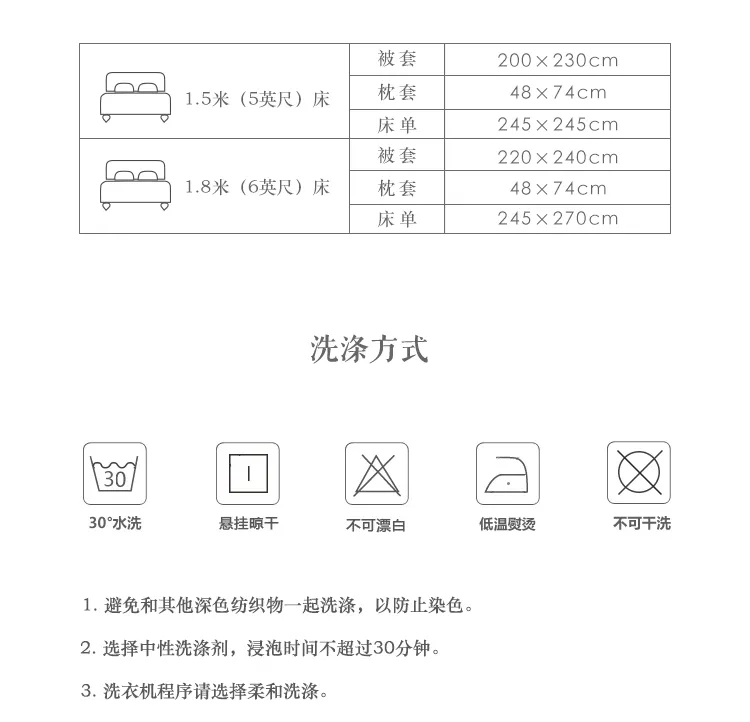 1.5米（5英尺）床
被套 200×230cm
枕套 48×74cm
床单 245×245cm
1.8米（6英尺）床
被套 220×240cm
枕套 48×74cm
床单 245×270cm
洗涤方式
30
30°水洗 悬挂晾干 不可漂白 低温熨烫 不可干洗
1. 避免和其他深色纺织物一起洗涤，以防止染色。
2. 选择中性洗涤剂，浸泡时间不超过30分钟。
3. 洗衣机程序请选择柔和洗涤。